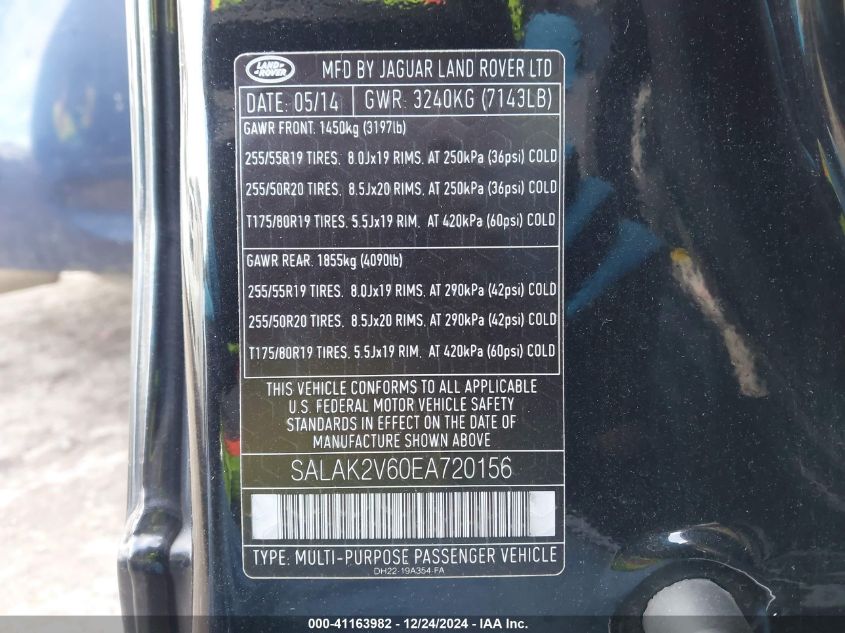 LAND ROVER
MFD BY JAGUAR LAND ROVER LTD
DATE: 05/14 GWR: 3240KG (7143LB)
GAWR FRONT. 1450kg (3197lb)
255/55R19 TIRES. 8.0Jx19 RIMS, AT 250kPa (36psi) COLD
255/50R20 TIRES. 8.5Jx20 RIMS, AT 250kPa (36psi) COLD
T175/80R19 TIRES. 5.5Jx19 RIM. AT 420kPa (60psi) COLD
GAWR REAR. 1855kg (4090lb)
255/55R19 TIRES. 8.0Jx19 RIMS, AT 290kPa (42psi) COLD
255/50R20 TIRES. 8.5Jx20 RIMS, AT 290kPa (42psi) COLD
T175/80R19 TIRES. 5.5Jx19 RIM. AT 420kPa (60psi) COLD
THIS VEHICLE CONFORMS TO ALL APPLICABLE
U.S. FEDERAL MOTOR VEHICLE SAFETY
STANDARDS IN EFFECT ON THE DATE OF
MANUFACTURE SHOWN ABOVE
SALAK2V60EA720156
TYPE: MULTI-PURPOSE PASSENGER VEHICLE
DH22-19A354-FA
000-41163982 - 12/24/2024 - IAA Inc.